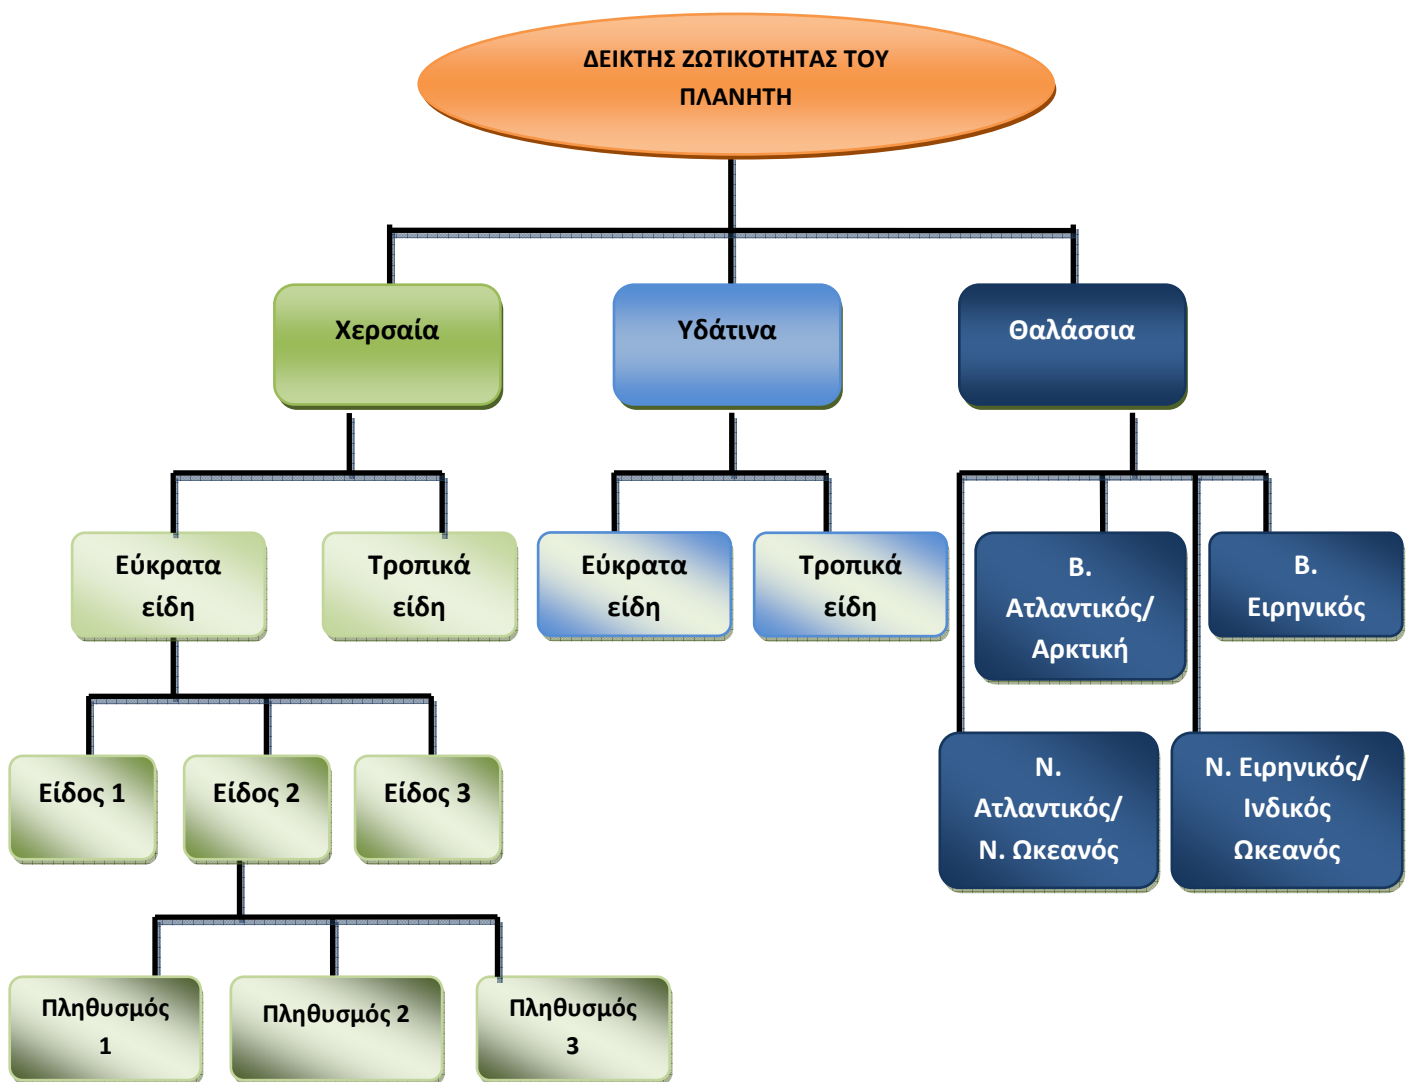 ΔΕΙΚΤΗΣ ΖΩΤΙΚΟΤΗΤΑΣ ΤΟΥ
ΠΛΑΝΗΤΗ
Χερσαία
Υδάτινα
Θαλάσσια
Εύκρατα
είδη
Τροπικά
είδη
Εύκρατα
είδη
Τροπικά
είδη
Β.
Ατλαντικός/
Αρκτική
Β.
Ειρηνικός
Είδος 1
Είδος 2
Είδος 3
Ν.
Ατλαντικός/
Ν. Ωκεανός
Ν. Ειρηνικός/
Ινδικός
Ωκεανός
Πληθυσμός
1
Πληθυσμός 2
Πληθυσμός
3